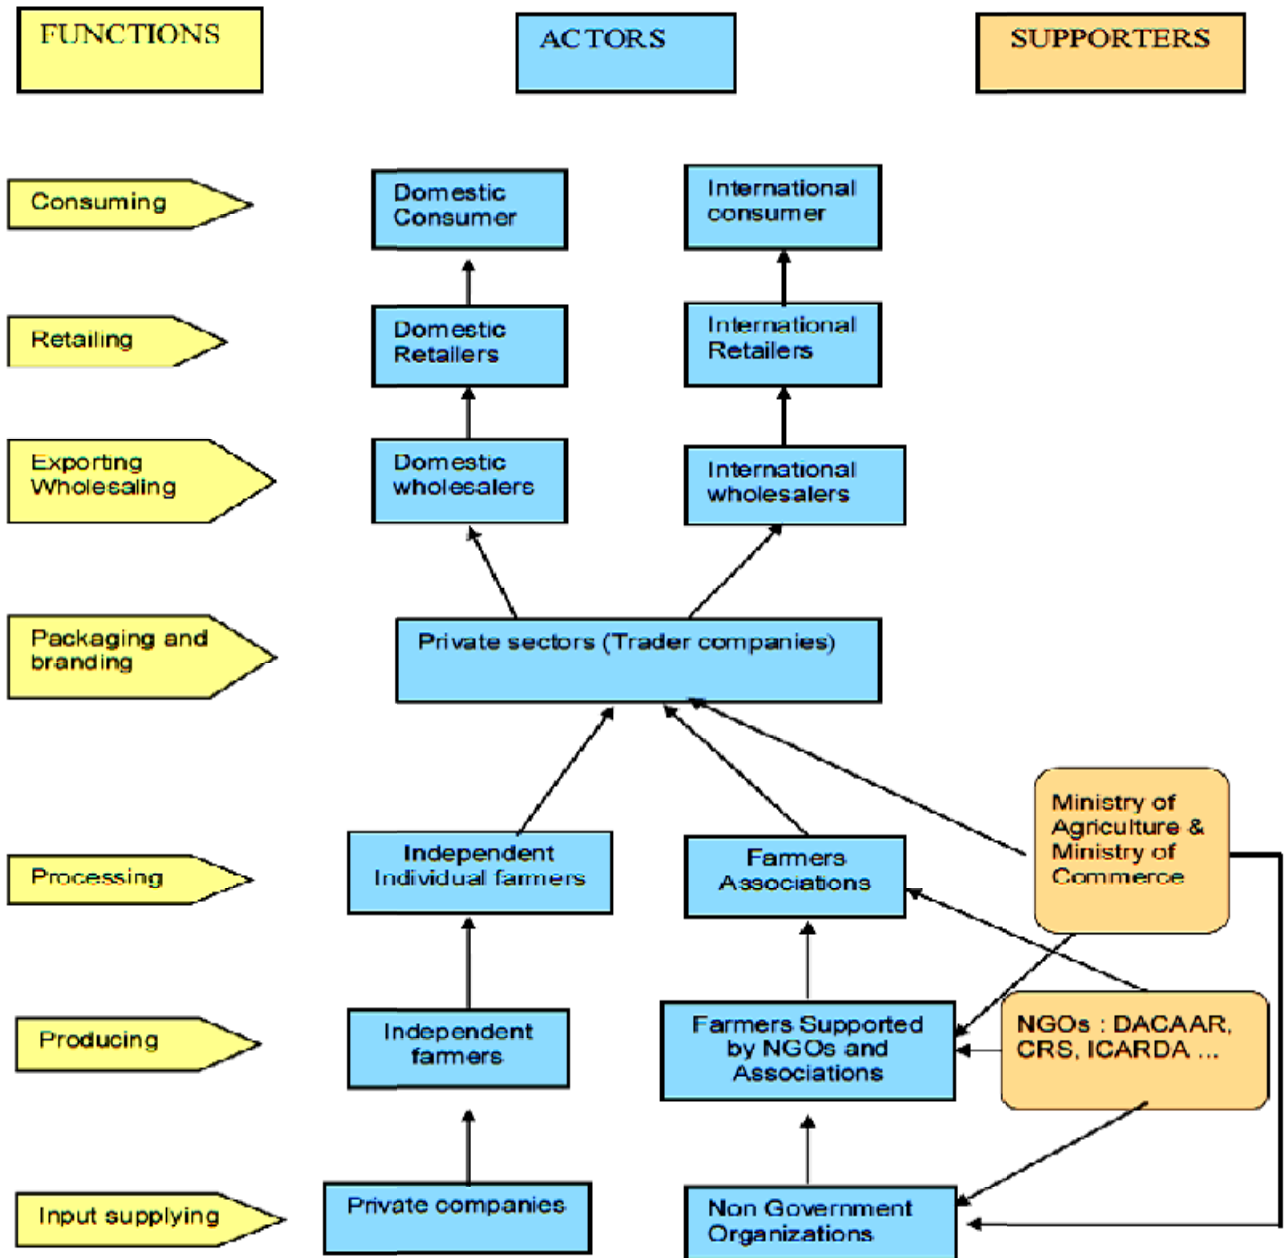 FUNCTIONS
ACTORS
SUPPORTERS
Consuming
Domestic
Consumer
International
consumer
Retailing
Domestic
Retailers
International
Retailers
Exporting
Wholesaling
Domestic
wholesalers
International
wholesalers
Packaging and
branding
Private sectors (Trader companies)
Ministry of
Agriculture &
Ministry of
Commerce
Processing
Independent
Individual farmers
Farmers
Associations
Producing
Independent
farmers
Farmers Supported
by NGOs and
Associations
NGOs : DACAAR,
CRS, ICARDA ...
Input supplying
Private companies
Non Government
Organizations